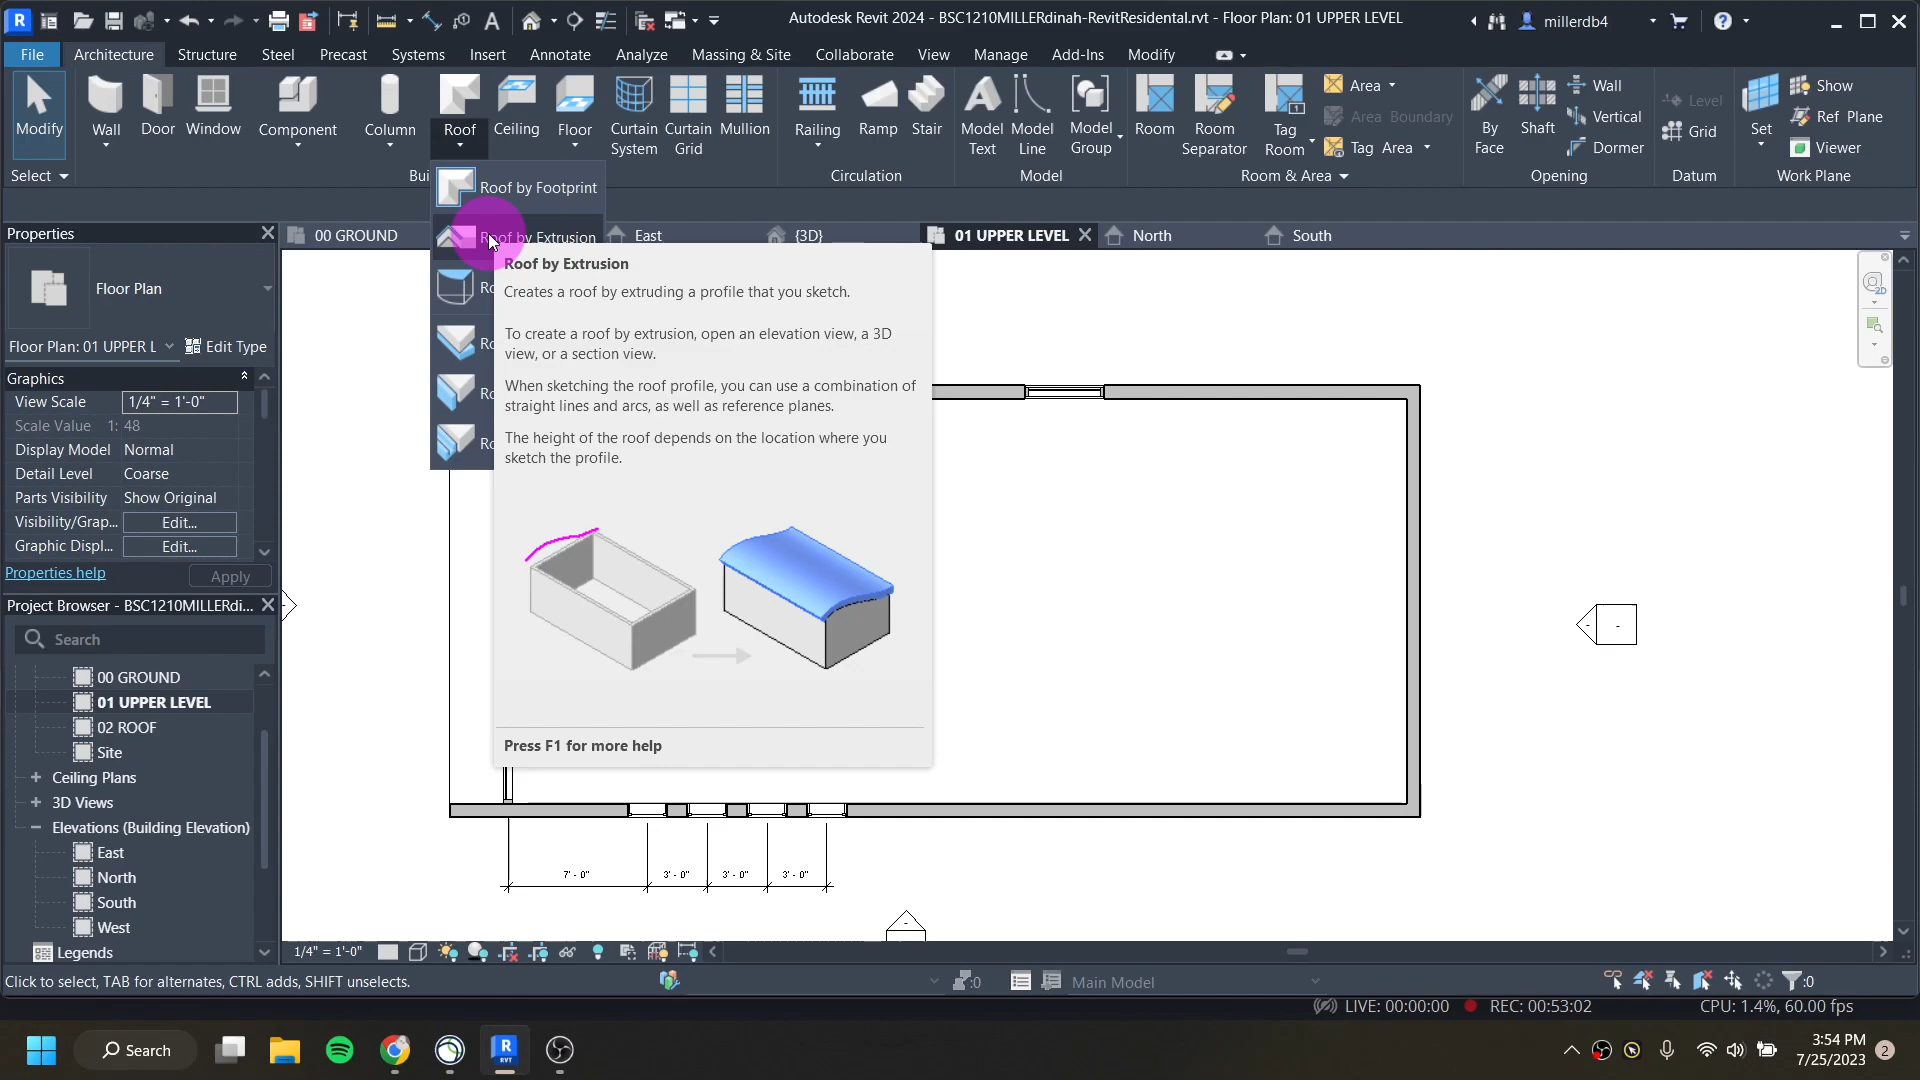 Autodesk Revit 2024 - BSC1210MILLERdinah-RevitResidental.rvt - Floor Plan: 01 UPPER LEVEL
millerdb4
File Architecture Structure Steel Precast Systems Insert Annotate Analyze Massing & Site Collaborate View Manage Add-Ins Modify
Modify
Wall
Door
Window
Component
Column
Roof
Ceiling
Floor
Curtain System
Curtain Grid
Mullion
Railing
Ramp
Stair
Model Text
Model Line
Model Group
Room
Room Separator
Tag Room
Area
Area Boundary
Tag Area
By Face
Shaft
Wall
Vertical
Dormer
Level
Grid
Set
Show
Ref Plane
Viewer
Select
Circulation
Model
Room & Area
Opening
Datum
Work Plane
Roof by Footprint
Roof by Extrusion
Properties
00 GROUND
East
{3D}
01 UPPER LEVEL
North
South
Roof by Extrusion
Creates a roof by extruding a profile that you sketch.
To create a roof by extrusion, open an elevation view, a 3D
view, or a section view.
When sketching the roof profile, you can use a combination of
straight lines and arcs, as well as reference planes.
The height of the roof depends on the location where you
sketch the profile.
Press F1 for more help
Floor Plan
Floor Plan: 01 UPPER L
Edit Type
Graphics
View Scale 1/4" = 1'-0"
Scale Value 1: 48
Display Model Normal
Detail Level Coarse
Parts Visibility Show Original
Visibility/Grap... Edit...
Graphic Displ... Edit...
Properties help
Apply
Project Browser - BSC1210MILLERdi...
Search
00 GROUND
01 UPPER LEVEL
02 ROOF
Site
Ceiling Plans
3D Views
Elevations (Building Elevation)
East
North
South
West
Legends
7' - 0" 3' - 0" 3' - 0" 3' - 0"
2D
1/4" = 1'-0"
Click to select, TAB for alternates, CTRL adds, SHIFT unselects.
:0
Main Model
:0
LIVE: 00:00:00
REC: 00:53:02
CPU: 1.4%, 60.00 fps
Search
3:54 PM
7/25/2023
2